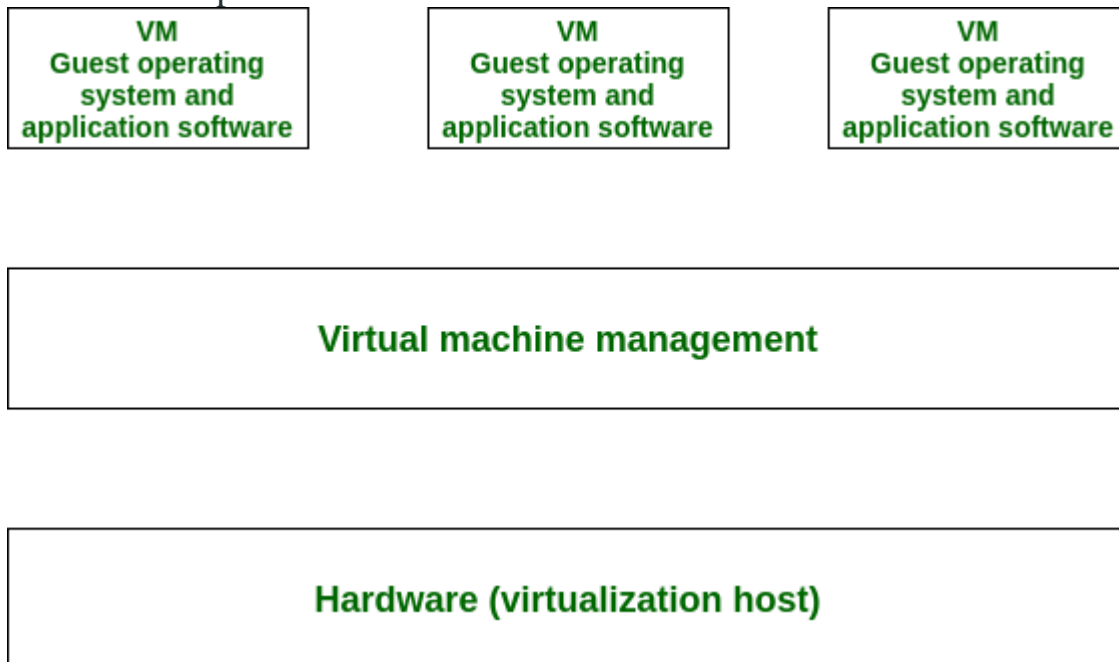 VM
Guest operating
system and
application software
VM
Guest operating
system and
application software
VM
Guest operating
system and
application software
Virtual machine management
Hardware (virtualization host)